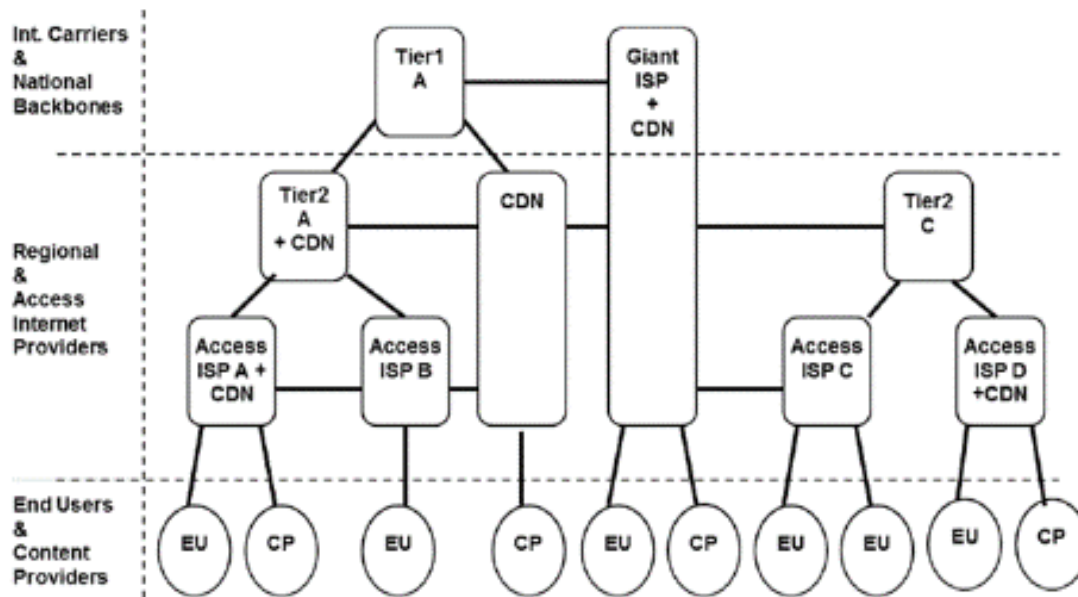 Int. Carriers
&
National
Backbones
Tier1
A
Giant
ISP
+
CDN
Regional
&
Access
Internet
Providers
Tier2
A
+ CDN
CDN
Tier2
C
Access
ISP A +
CDN
Access
ISP B
Access
ISP C
Access
ISP D
+CDN
End Users
&
Content
Providers
EU
CP
EU
CP
EU
CP
EU
EU
EU
CP